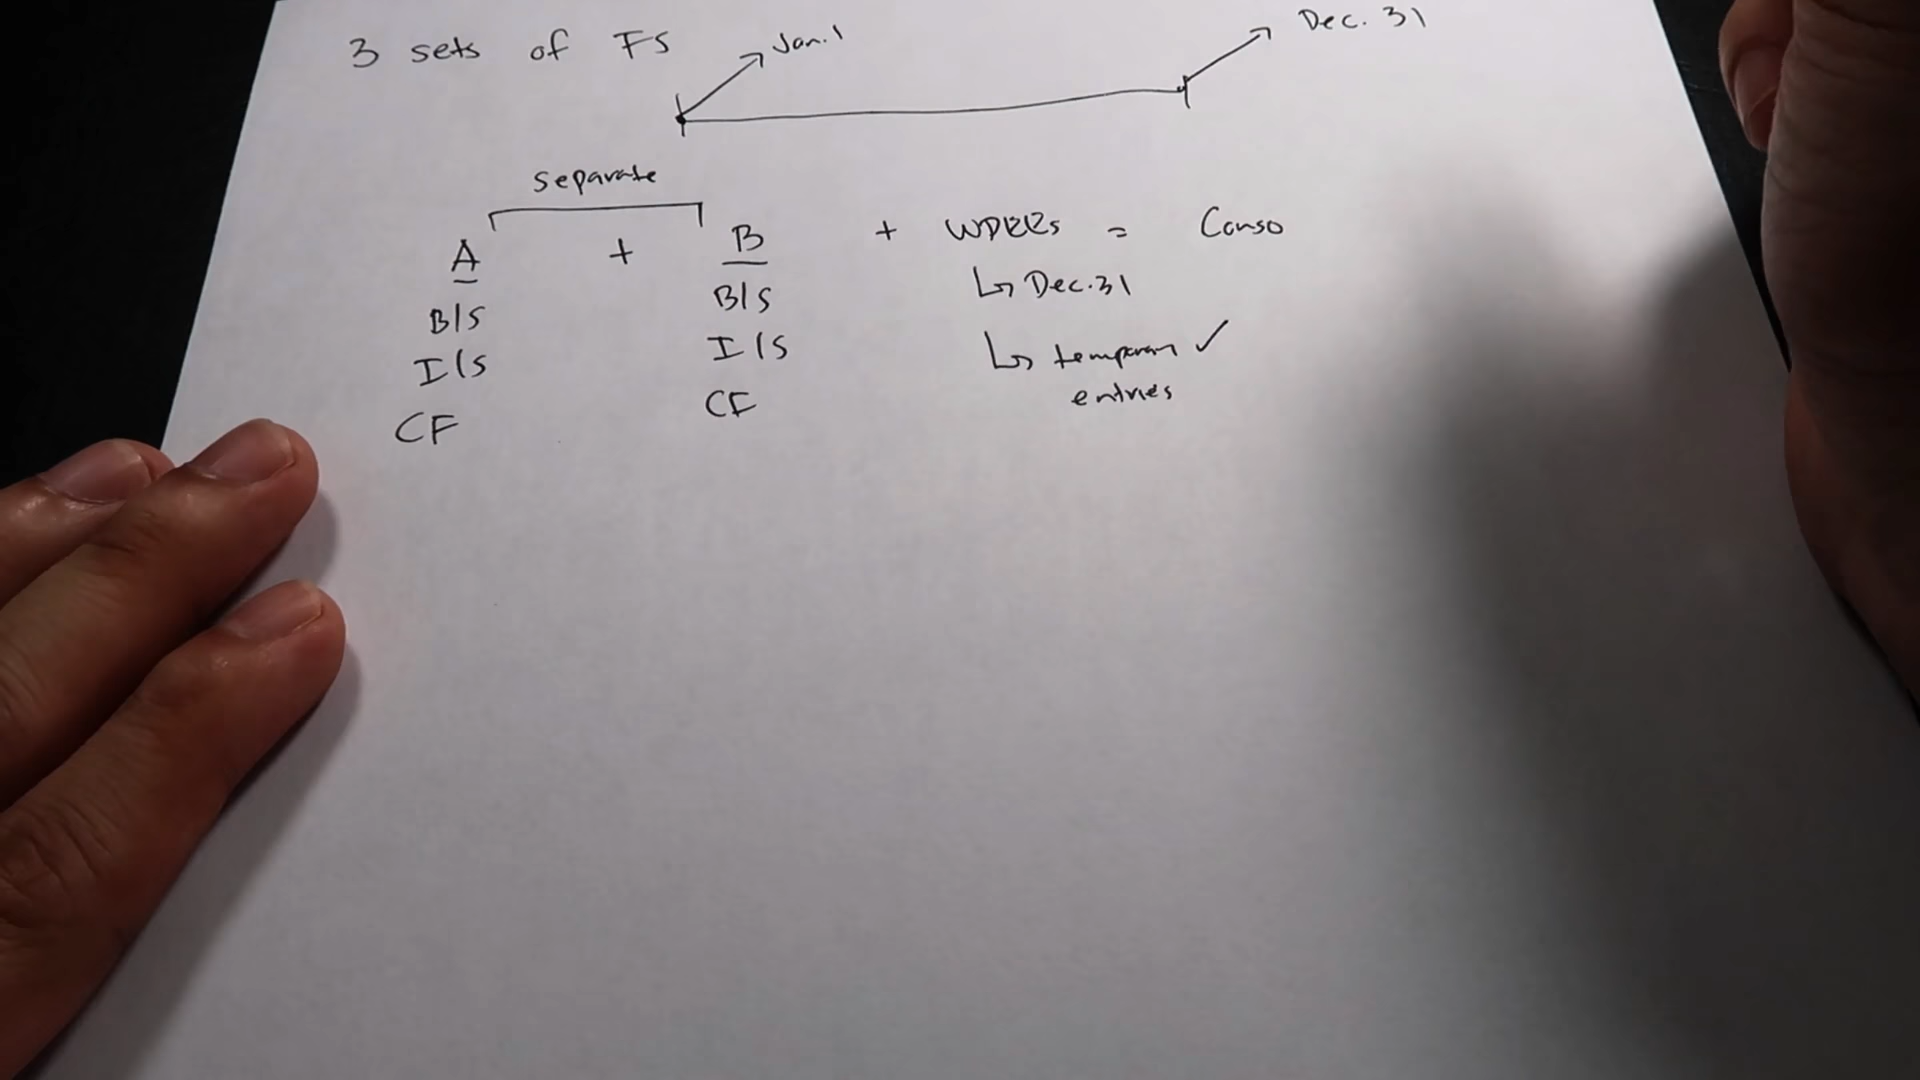 3 sets of FS
Jan. 1
Dec. 31
separate
A + B + WPEEs = Conso
B/S
I/S
CF
B/S
I/S
CF
↳ Dec. 31
↳ temporary ✓
entries